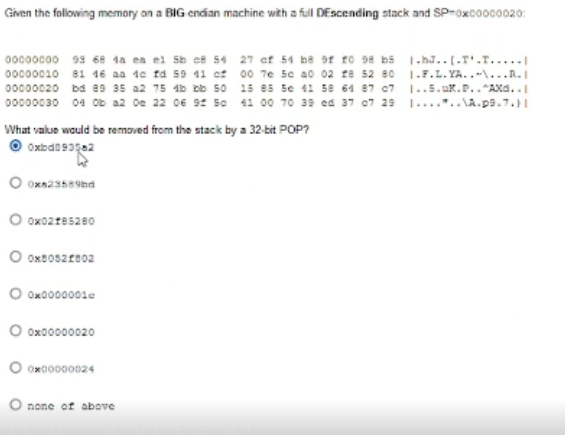 Given the following memory on a BIG-endian machine with a full DEscending stack and SP=0x00000020:
00000000 93 68 4a ea e1 5b c8 54 27 cf 54 b8 9f f0 98 b5 |.hJ..[.T'.T.....|
00000010 81 46 aa 4c fd 59 41 cf 00 7e 5c a0 02 f8 52 80 |.F.L.YA..~\...R.|
00000020 bd 89 35 a2 75 4b bb 50 15 85 5e 41 58 64 87 c7 |..5.uK.P..^AXd..|
00000030 04 0b a2 0e 22 06 9f 5c 41 00 70 39 ed 37 c7 29 |...."..\A.p9.7.)|
What value would be removed from the stack by a 32-bit POP?
0xbd8935a2
0xa23589bd
0x02f85280
0x8052f802
0x0000001c
0x00000020
0x00000024
none of above